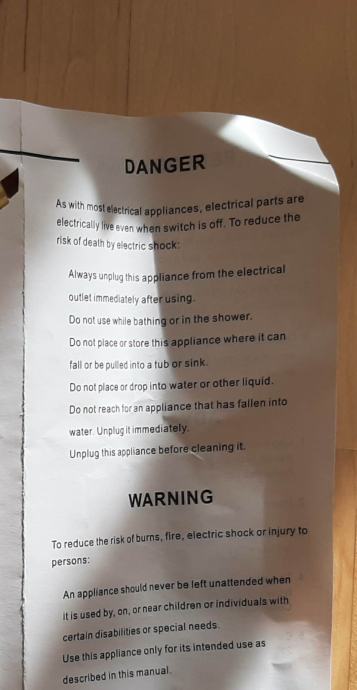 DANGER
As with most electrical appliances, electrical parts are
electrically live even when switch is off. To reduce the
risk of death by electric shock:
Always unplug this appliance from the electrical
outlet immediately after using.
Do not use while bathing or in the shower.
Do not place or store this appliance where it can
fall or be pulled into a tub or sink.
Do not place or drop into water or other liquid.
Do not reach for an appliance that has fallen into
water. Unplug it immediately.
Unplug this appliance before cleaning it.
WARNING
To reduce the risk of burns, fire, electric shock or injury to
persons:
An appliance should never be left unattended when
it is used by, on, or near children or individuals with
certain disabilities or special needs.
Use this appliance only for its intended use as
described in this manual.